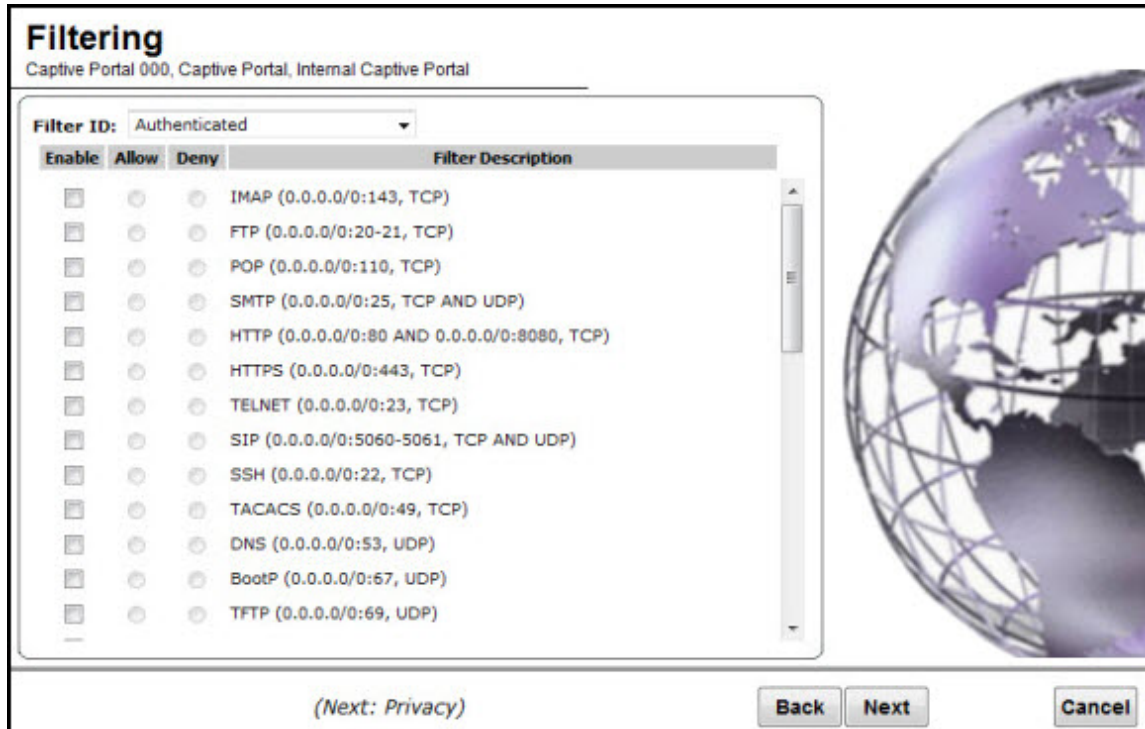 Filtering
Captive Portal 000, Captive Portal, Internal Captive Portal
Filter ID: Authenticated
Enable Allow Deny Filter Description
IMAP (0.0.0.0/0:143, TCP)
FTP (0.0.0.0/0:20-21, TCP)
POP (0.0.0.0/0:110, TCP)
SMTP (0.0.0.0/0:25, TCP AND UDP)
HTTP (0.0.0.0/0:80 AND 0.0.0.0/0:8080, TCP)
HTTPS (0.0.0.0/0:443, TCP)
TELNET (0.0.0.0/0:23, TCP)
SIP (0.0.0.0/0:5060-5061, TCP AND UDP)
SSH (0.0.0.0/0:22, TCP)
TACACS (0.0.0.0/0:49, TCP)
DNS (0.0.0.0/0:53, UDP)
BootP (0.0.0.0/0:67, UDP)
TFTP (0.0.0.0/0:69, UDP)
(Next: Privacy) Back Next Cancel